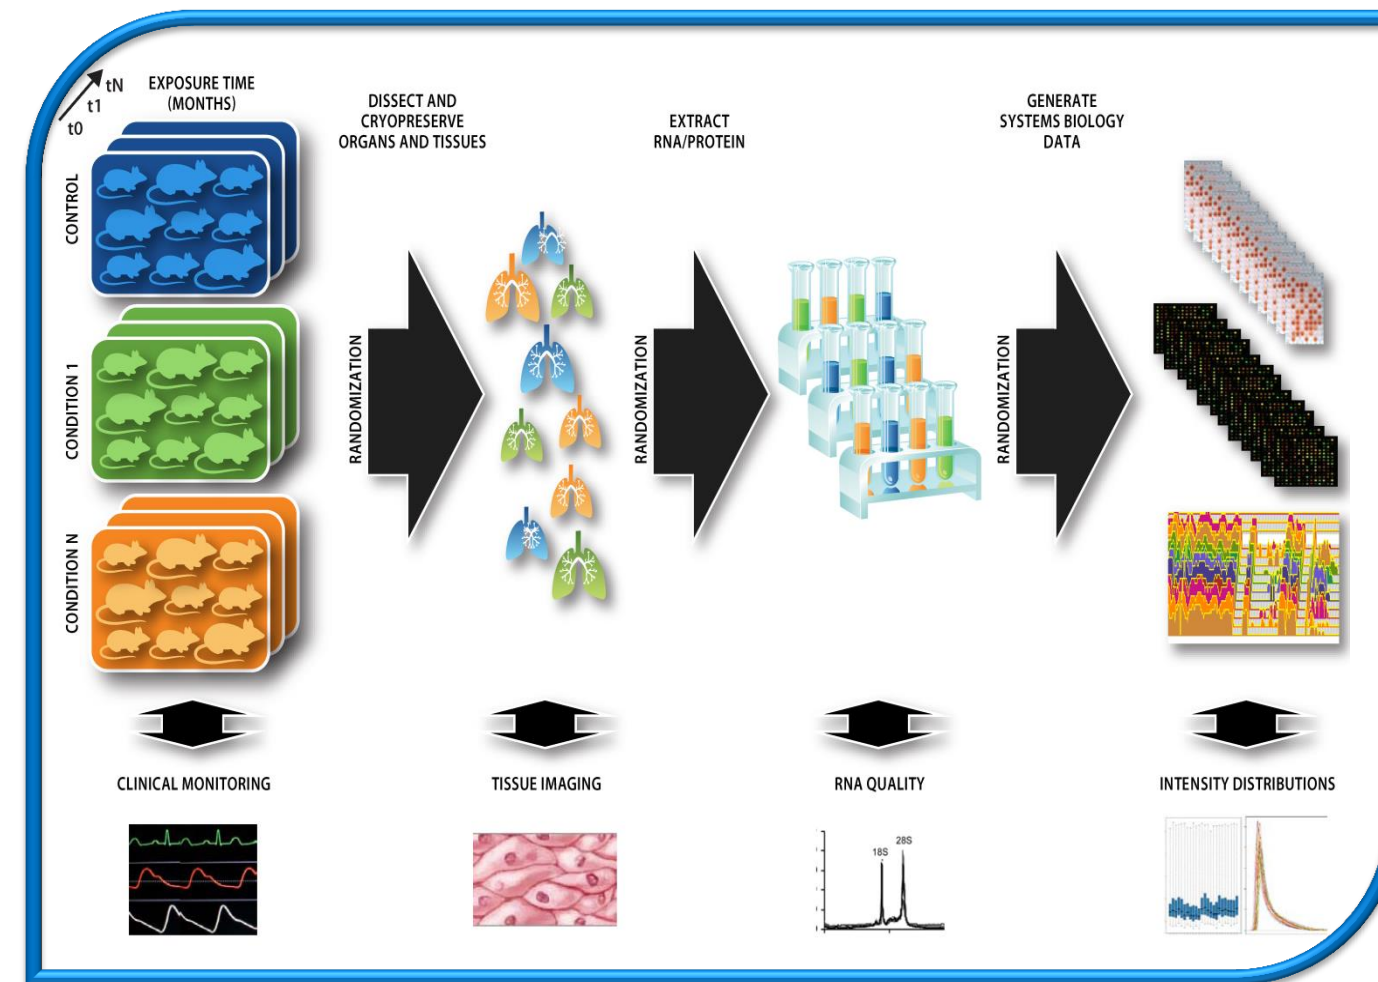 t0
t1
tN
EXPOSURE TIME
(MONTHS)
DISSECT AND
CRYOPRESERVE
ORGANS AND TISSUES
EXTRACT
RNA/PROTEIN
GENERATE
SYSTEMS BIOLOGY
DATA
CONTROL
CONDITION 1
CONDITION N
RANDOMIZATION
RANDOMIZATION
RANDOMIZATION
CLINICAL MONITORING
TISSUE IMAGING
RNA QUALITY
INTENSITY DISTRIBUTIONS
18S
28S